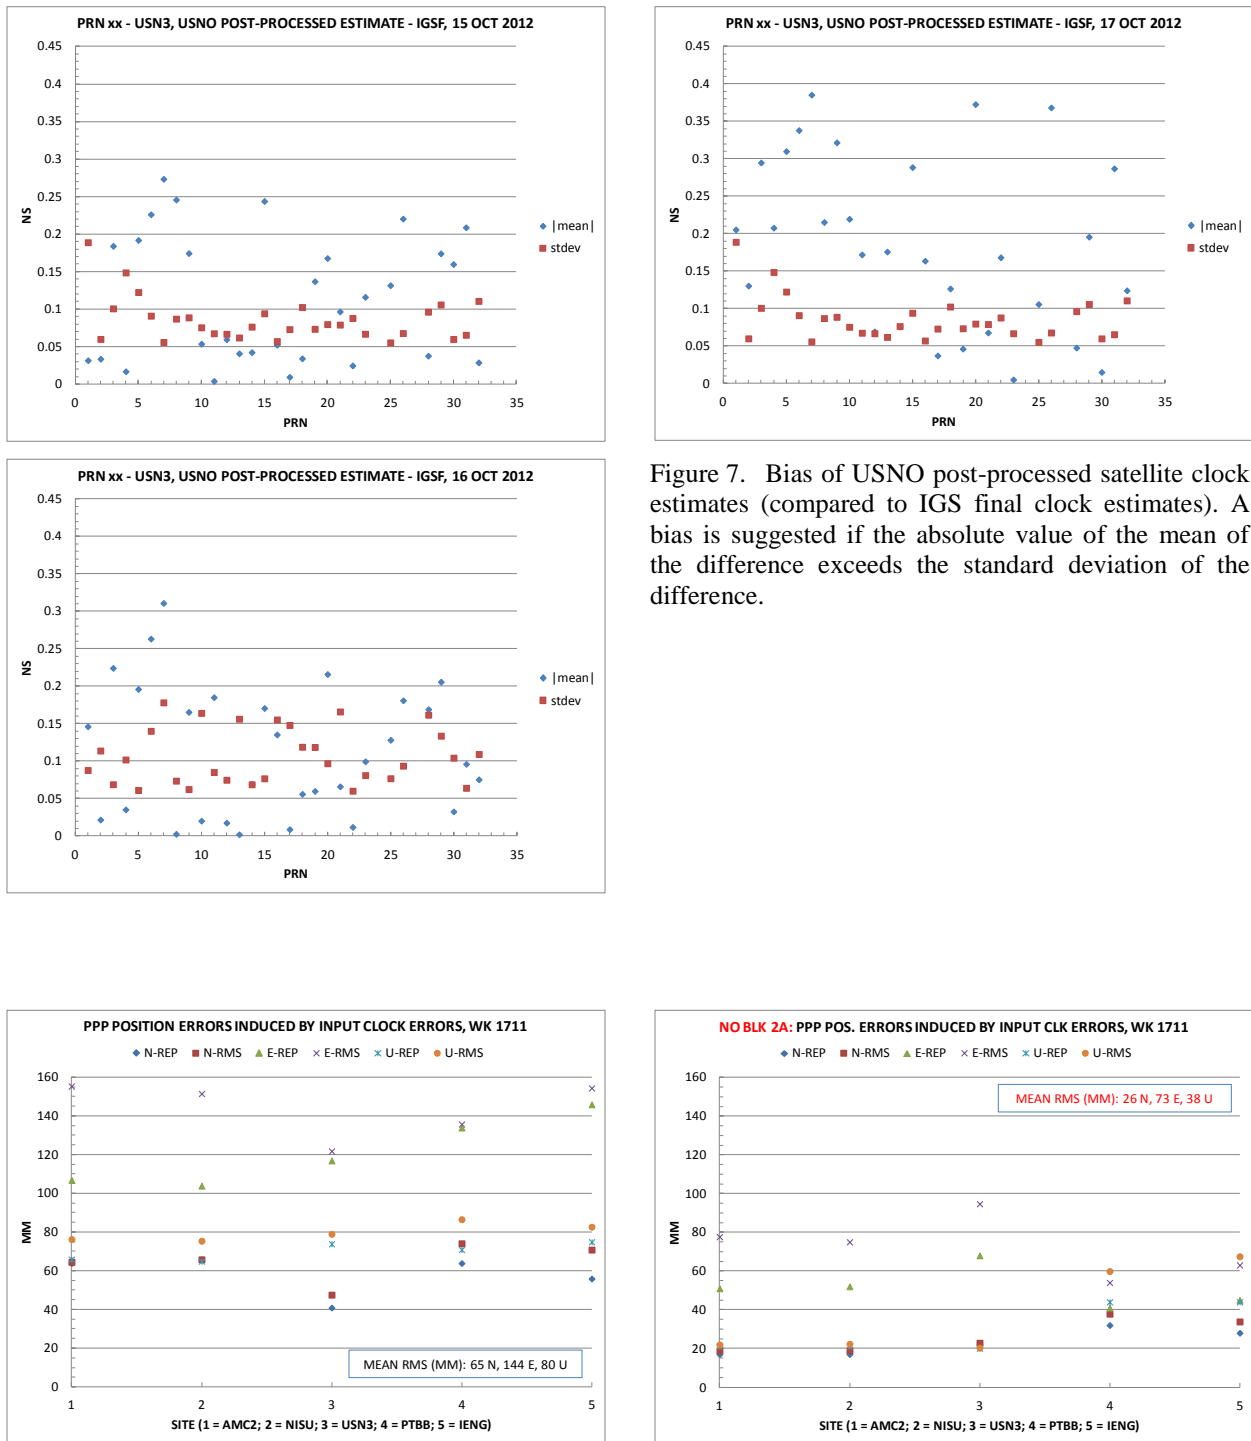 PRN xx - USN3, USNO POST-PROCESSED ESTIMATE - IGSF, 15 OCT 2012
0.45
0.4
0.35
0.3
0.25
0.2
0.15
0.1
0.05
0
NS
0 5 10 15 20 25 30 35
PRN
|mean|
stdev
PRN xx - USN3, USNO POST-PROCESSED ESTIMATE - IGSF, 17 OCT 2012
0.45
0.4
0.35
0.3
0.25
0.2
0.15
0.1
0.05
0
NS
0 5 10 15 20 25 30 35
PRN
|mean|
stdev
PRN xx - USN3, USNO POST-PROCESSED ESTIMATE - IGSF, 16 OCT 2012
0.45
0.4
0.35
0.3
0.25
0.2
0.15
0.1
0.05
0
NS
0 5 10 15 20 25 30 35
PRN
|mean|
stdev
Figure 7. Bias of USNO post-processed satellite clock
estimates (compared to IGS final clock estimates). A
bias is suggested if the absolute value of the mean of
the difference exceeds the standard deviation of the
difference.
PPP POSITION ERRORS INDUCED BY INPUT CLOCK ERRORS, WK 1711
N-REP N-RMS E-REP E-RMS U-REP U-RMS
160
140
120
100
80
60
40
20
0
MM
MEAN RMS (MM): 65 N, 144 E, 80 U
1 2 3 4 5
SITE (1 = AMC2; 2 = NISU; 3 = USN3; 4 = PTBB; 5 = IENG)
NO BLK 2A: PPP POS. ERRORS INDUCED BY INPUT CLK ERRORS, WK 1711
N-REP N-RMS E-REP E-RMS U-REP U-RMS
160
140
120
100
80
60
40
20
0
MM
MEAN RMS (MM): 26 N, 73 E, 38 U
1 2 3 4 5
SITE (1 = AMC2; 2 = NISU; 3 = USN3; 4 = PTBB; 5 = IENG)